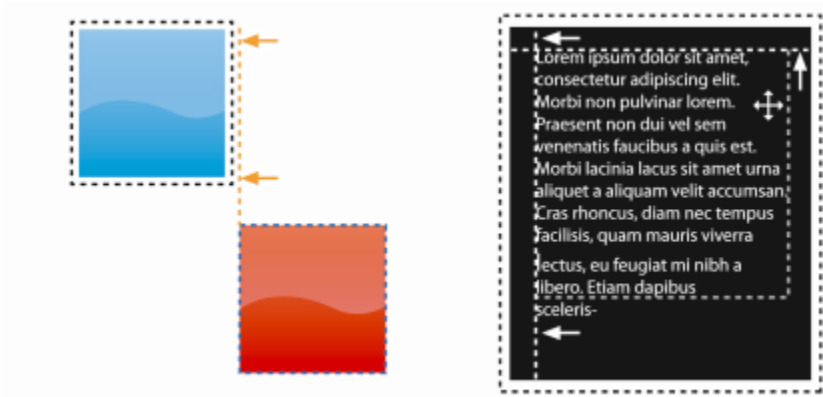 Lorem ipsum dolor sit amet,
consectetur adipiscing elit.
Morbi non pulvinar lorem.
Praesent non dui vel sem
venenatis faucibus a quis est.
Morbi lacinia lacus sit amet urna
aliquet a aliquam velit accumsan.
Cras rhoncus, diam nec tempus
facilisis, quam mauris viverra
lectus, eu feugiat mi nibh a
libero. Etiam dapibus
sceleris-